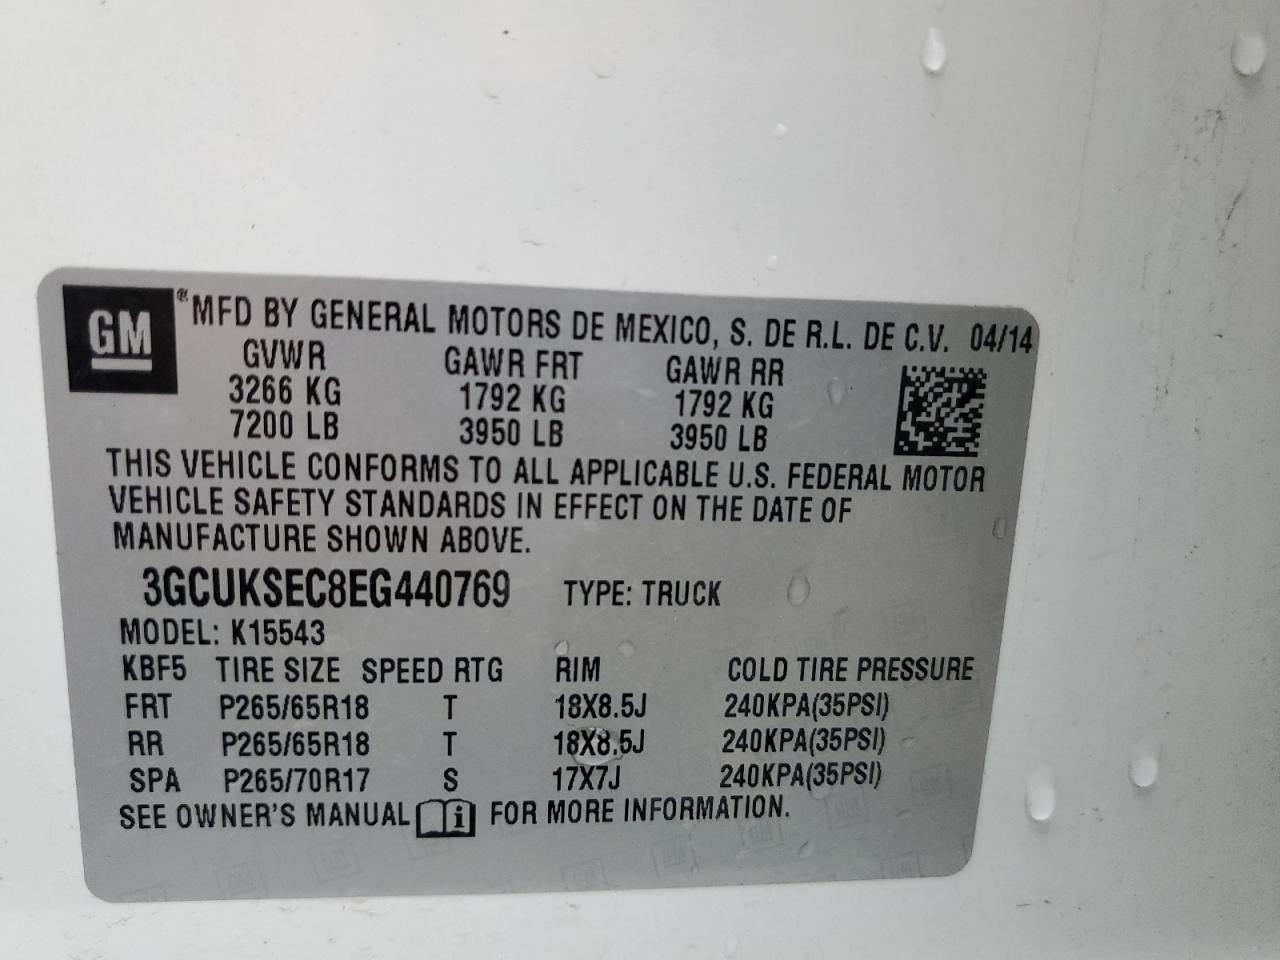 GM ® MFD BY GENERAL MOTORS DE MEXICO, S. DE R.L. DE C.V. 04/14
GVWR GAWR FRT GAWR RR
3266 KG 1792 KG 1792 KG
7200 LB 3950 LB 3950 LB
THIS VEHICLE CONFORMS TO ALL APPLICABLE U.S. FEDERAL MOTOR
VEHICLE SAFETY STANDARDS IN EFFECT ON THE DATE OF
MANUFACTURE SHOWN ABOVE.
3GCUKSEC8EG440769 TYPE: TRUCK
MODEL: K15543
KBF5 TIRE SIZE SPEED RTG RIM COLD TIRE PRESSURE
FRT P265/65R18 T 18X8.5J 240KPA(35PSI)
RR P265/65R18 T 18X8.5J 240KPA(35PSI)
SPA P265/70R17 S 17X7J 240KPA(35PSI)
SEE OWNER'S MANUAL i FOR MORE INFORMATION.